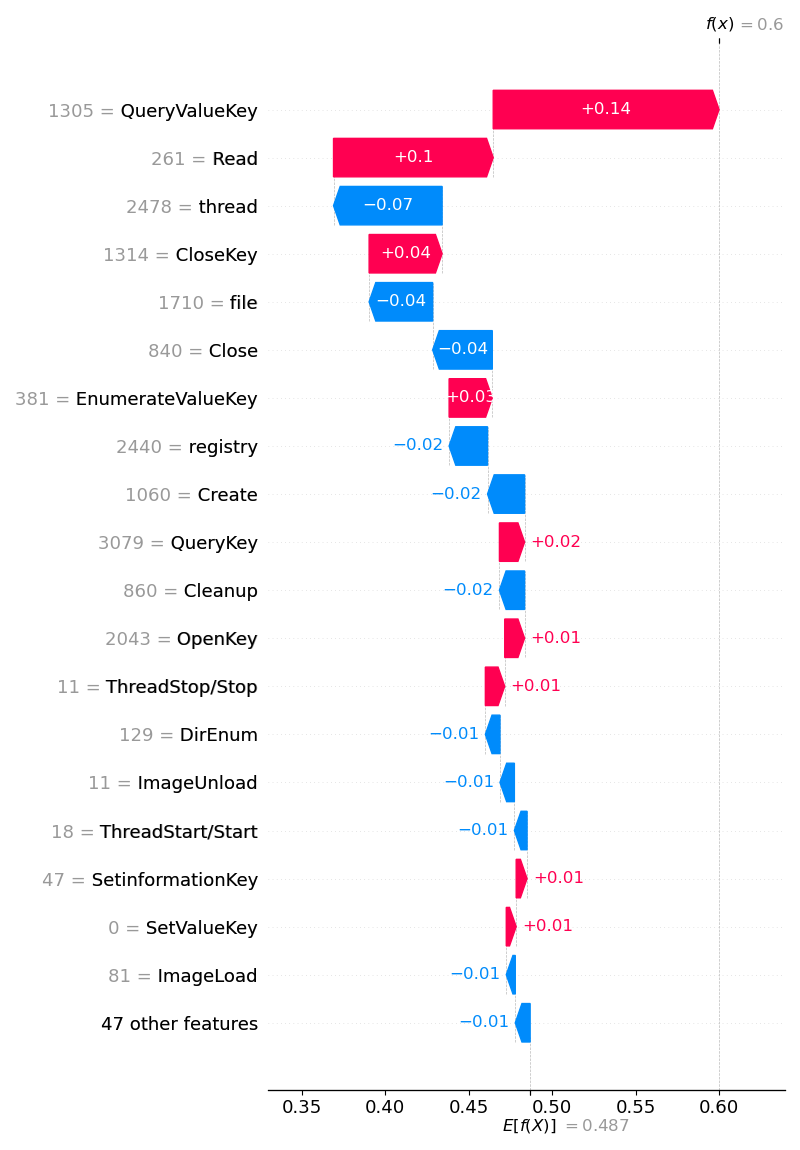 f(x) = 0.6
1305 = QueryValueKey +0.14
261 = Read +0.1
2478 = thread −0.07
1314 = CloseKey +0.04
1710 = file −0.04
840 = Close −0.04
381 = EnumerateValueKey +0.03
2440 = registry −0.02
1060 = Create −0.02
3079 = QueryKey +0.02
860 = Cleanup −0.02
2043 = OpenKey +0.01
11 = ThreadStop/Stop +0.01
129 = DirEnum −0.01
11 = ImageUnload −0.01
18 = ThreadStart/Start −0.01
47 = SetinformationKey +0.01
0 = SetValueKey +0.01
81 = ImageLoad −0.01
47 other features −0.01
0.35 0.40 0.45 0.50 0.55 0.60
E[f(X)] = 0.487